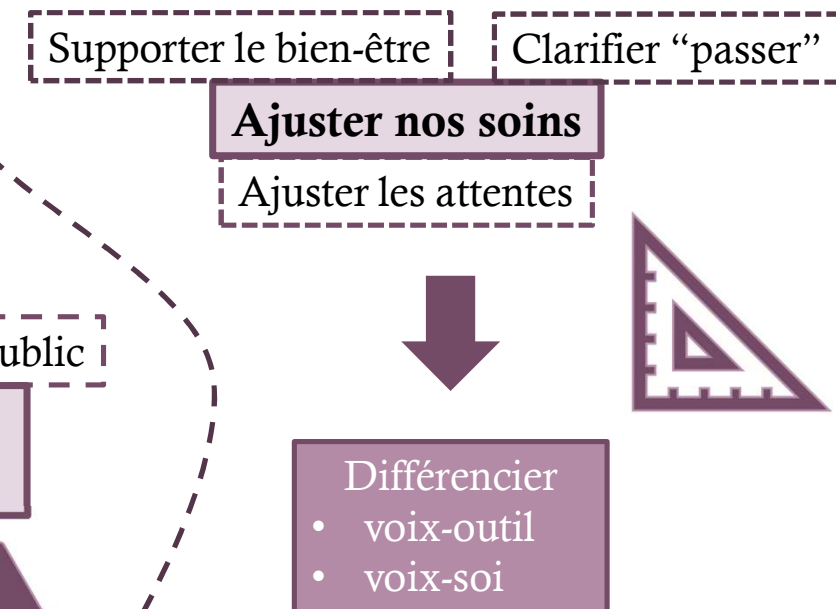 Supporter le bien-être
Clarifier “passer”
Ajuster nos soins
Ajuster les attentes
Différencier
• voix-outil
• voix-soi